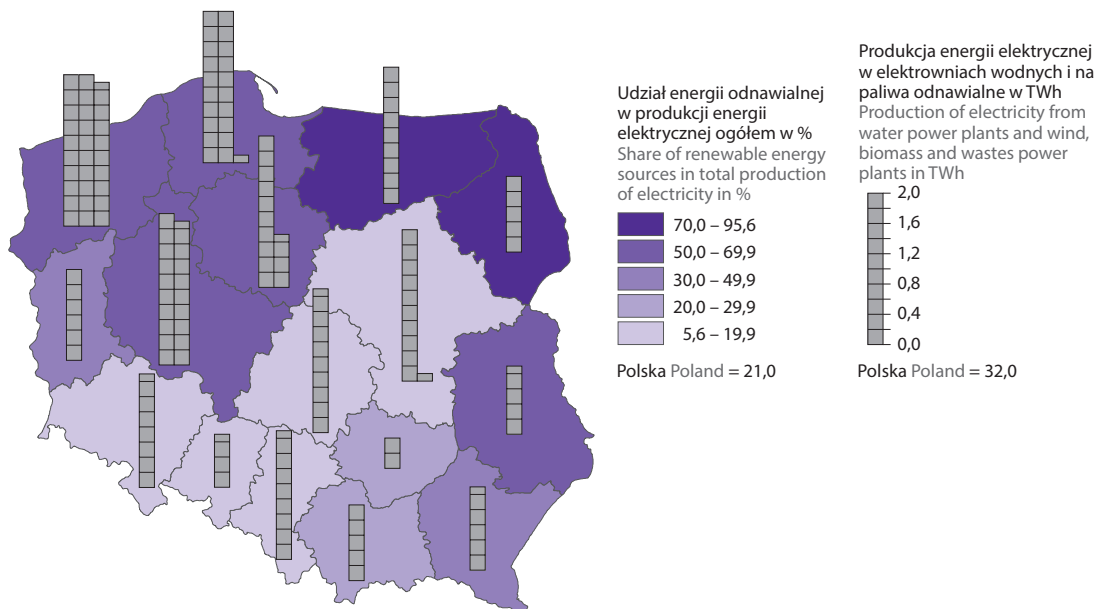 Udział energii odnawialnej
w produkcji energii
elektrycznej ogółem w %
Share of renewable energy
sources in total production
of electricity in %
70,0 – 95,6
50,0 – 69,9
30,0 – 49,9
20,0 – 29,9
5,6 – 19,9
Polska Poland = 21,0
Produkcja energii elektrycznej
w elektrowniach wodnych i na
paliwa odnawialne w TWh
Production of electricity from
water power plants and wind,
biomass and wastes power
plants in TWh
2,0
1,6
1,2
0,8
0,4
0,0
Polska Poland = 32,0